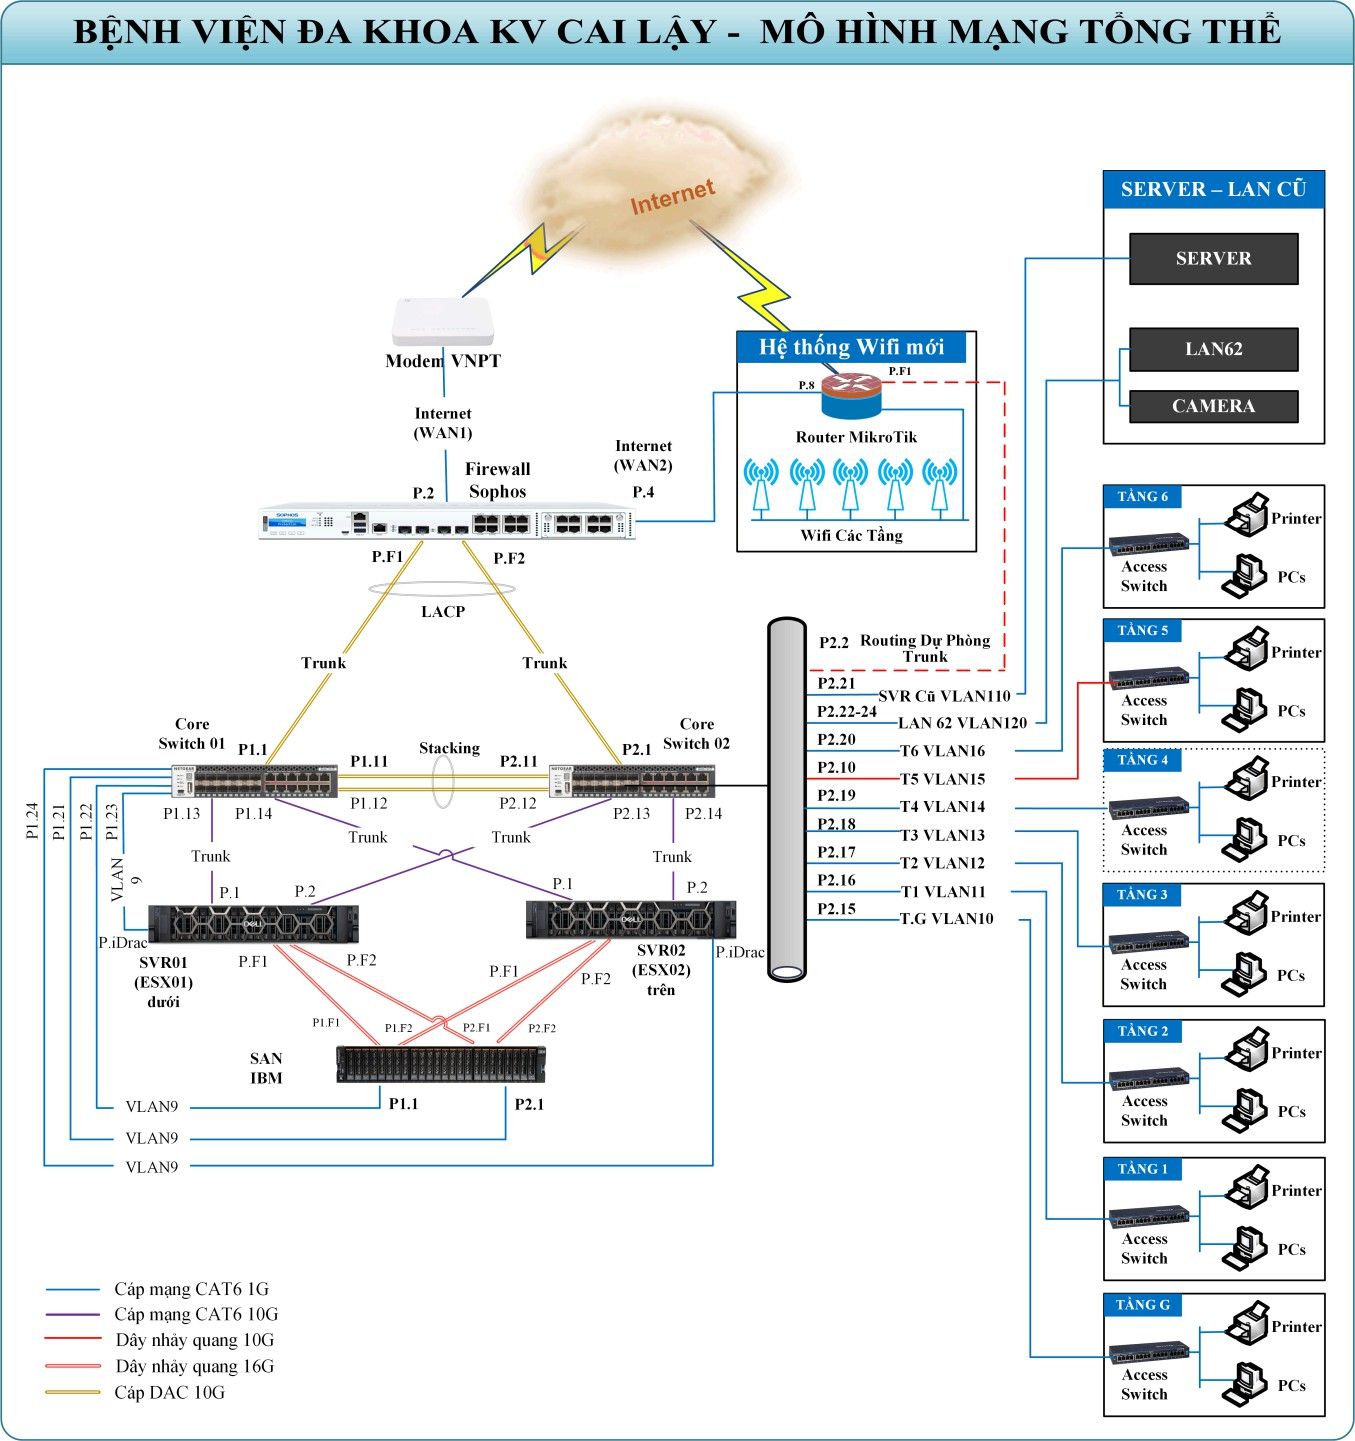 BỆNH VIỆN ĐA KHOA KV CAI LẬY - MÔ HÌNH MẠNG TỔNG THỂ
Internet
Modem VNPT
Internet
(WAN1)
P.2
Firewall
Sophos
SOPHOS
Internet
(WAN2)
P.4
Hệ thống Wifi mới
P.8
P.F1
Router MikroTik
Wifi Các Tầng
P.F1
P.F2
LACP
Trunk
Trunk
Core
Switch 01
P1.1
P1.11
Stacking
P2.11
P2.1
Core
Switch 02
NETGEAR
NETGEAR
P1.13
P1.14
P1.12
P2.12
P2.13
P2.14
Trunk
Trunk
Trunk
Trunk
P1.24
P1.21
P1.22
P1.23
VLAN
9
P.1
P.2
P.1
P.2
DELL
DELL
P.iDrac
SVR01
(ESX01)
dưới
P.F1
P.F2
P.F1
P.F2
SVR02
(ESX02)
trên
P.iDrac
P1.F1
P1.F2
P2.F1
P2.F2
SAN
IBM
P1.1
P2.1
VLAN9
VLAN9
VLAN9
P2.2
Routing Dự Phòng
Trunk
P2.21
SVR Cũ VLAN110
P2.22-24
LAN 62 VLAN120
P2.20
T6 VLAN16
P2.10
T5 VLAN15
P2.19
T4 VLAN14
P2.18
T3 VLAN13
P2.17
T2 VLAN12
P2.16
T1 VLAN11
P2.15
T.G VLAN10
SERVER – LAN CŨ
SERVER
LAN62
CAMERA
TẦNG 6
Printer
Access
Switch
PCs
TẦNG 5
Printer
Access
Switch
PCs
TẦNG 4
Printer
Access
Switch
PCs
TẦNG 3
Printer
Access
Switch
PCs
TẦNG 2
Printer
Access
Switch
PCs
TẦNG 1
Printer
Access
Switch
PCs
TẦNG G
Printer
Access
Switch
PCs
Cáp mạng CAT6 1G
Cáp mạng CAT6 10G
Dây nhảy quang 10G
Dây nhảy quang 16G
Cáp DAC 10G